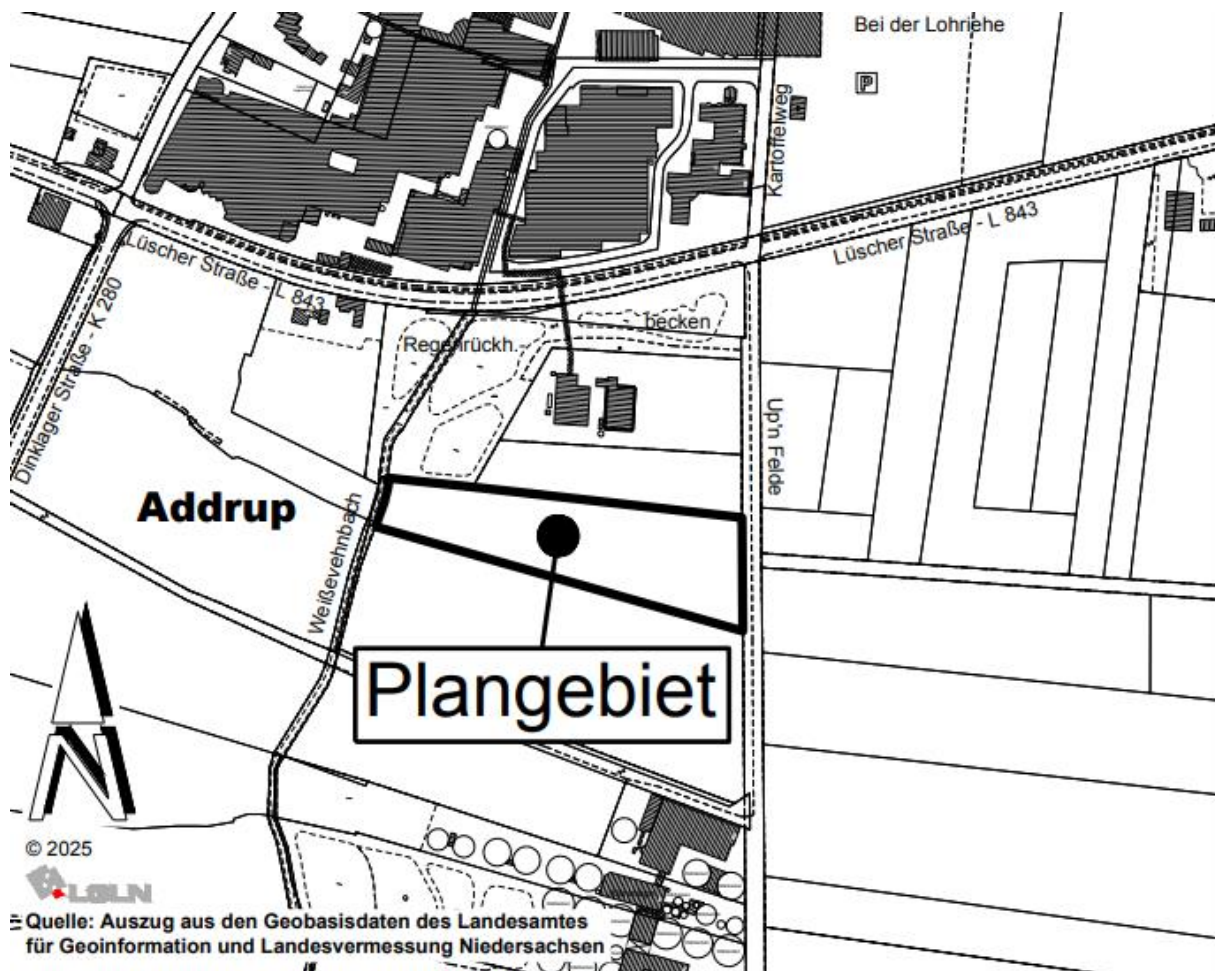 Bei der Lohriehe
P
Kartoffelweg
Lüscher Straße - L 843
Lüscher Straße - L 843
Dinklager Straße - K 280
Regenrückh.-
becken
Up'n Felde
Addrup
Weißevehnbach
Plangebiet
N
© 2025
LGLN
Quelle: Auszug aus den Geobasisdaten des Landesamtes
für Geoinformation und Landesvermessung Niedersachsen